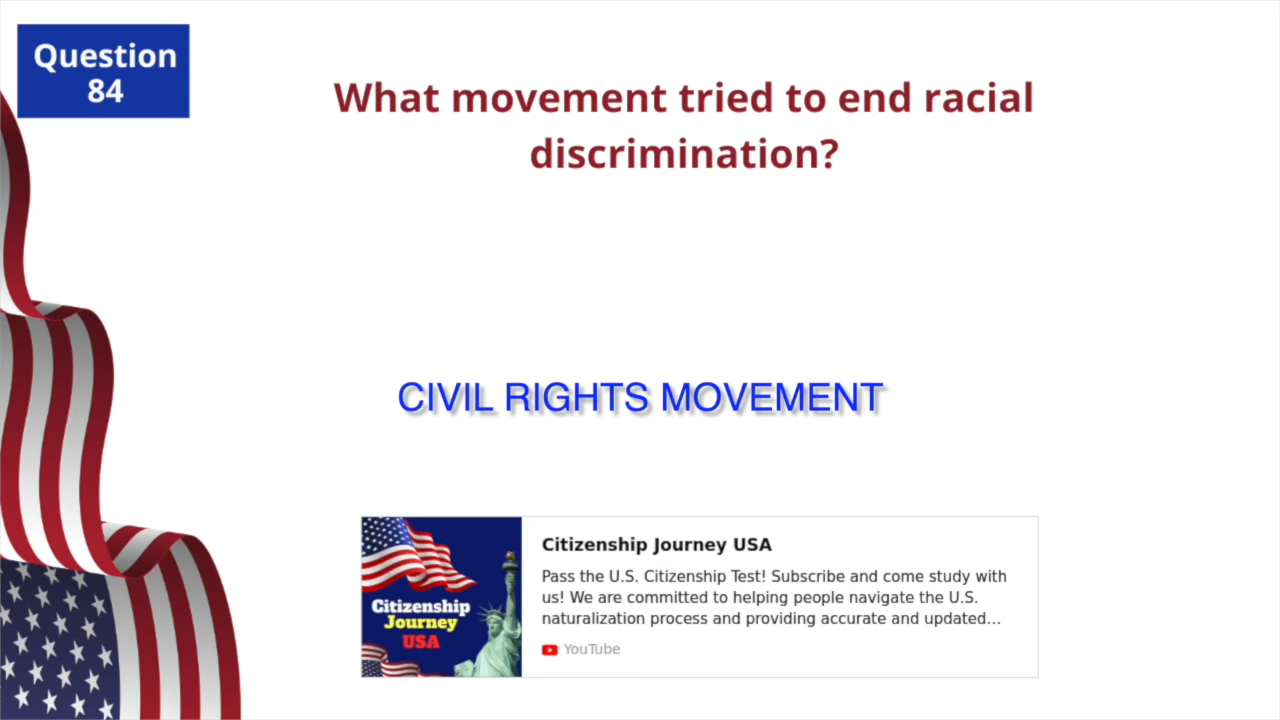 Question
84
What movement tried to end racial
discrimination?
CIVIL RIGHTS MOVEMENT
Citizenship
Journey
USA
Citizenship Journey USA
Pass the U.S. Citizenship Test! Subscribe and come study with
us! We are committed to helping people navigate the U.S.
naturalization process and providing accurate and updated...
YouTube